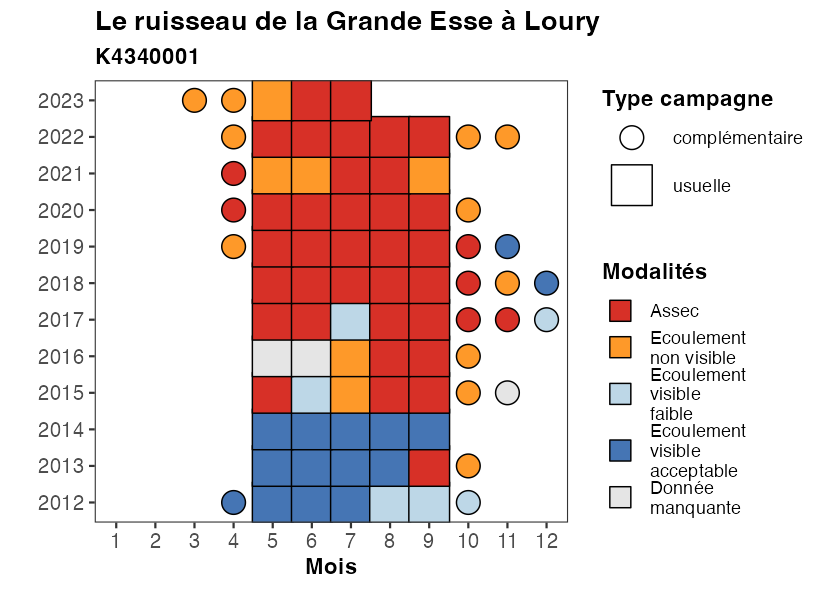 Le ruisseau de la Grande Esse à Loury
K4340001
2023
2022
2021
2020
2019
2018
2017
2016
2015
2014
2013
2012
1 2 3 4 5 6 7 8 9 10 11 12
Mois
Type campagne
complémentaire
usuelle
Modalités
Assec
Ecoulement
non visible
Ecoulement
visible
faible
Ecoulement
visible
acceptable
Donnée
manquante